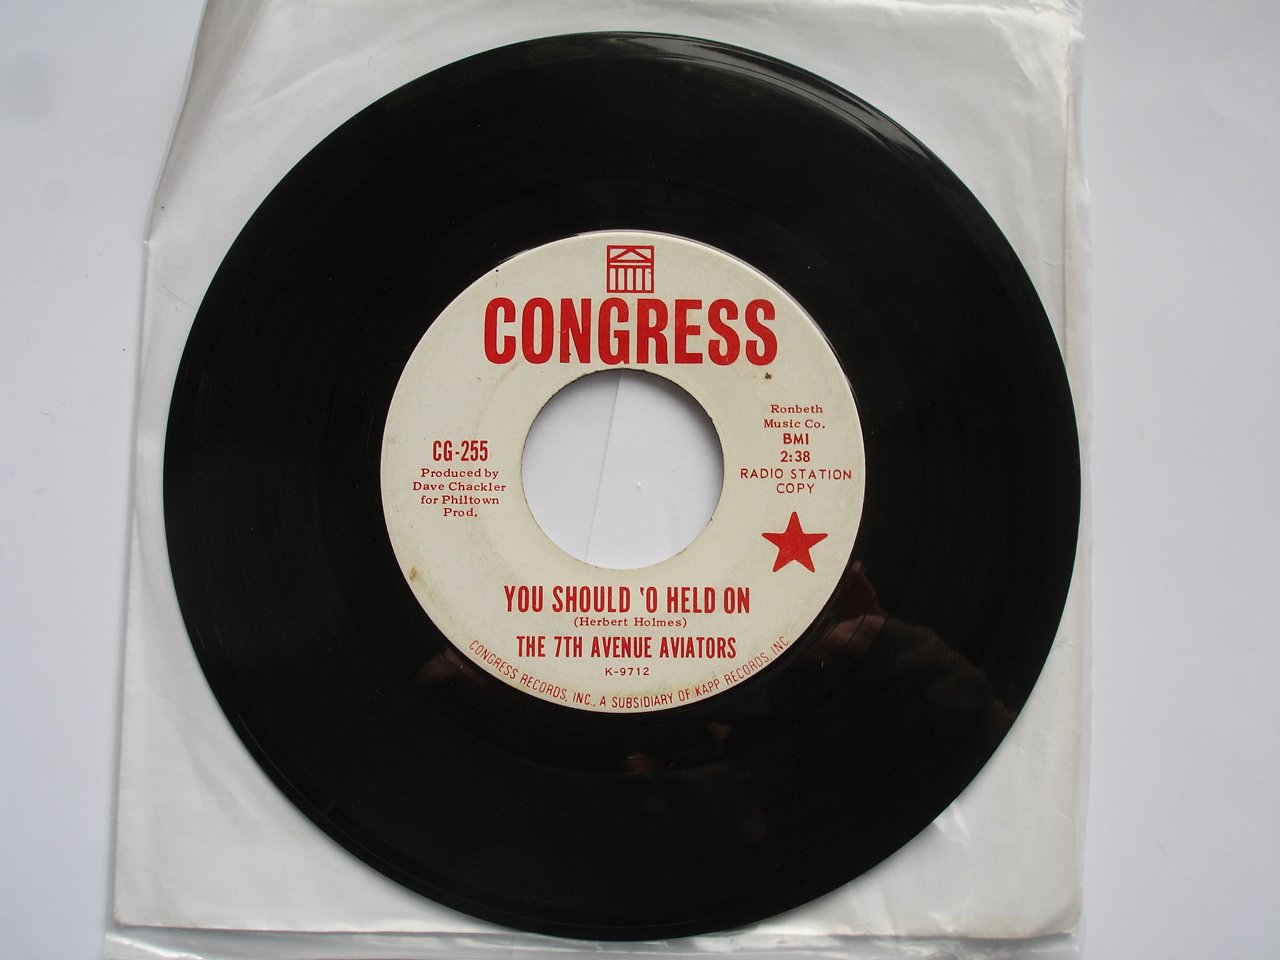 CONGRESS
CG-255
Produced by
Dave Chackler
for Philtown
Prod.
Ronbeth
Music Co.
BMI
2:38
RADIO STATION
COPY
YOU SHOULD 'O HELD ON
(Herbert Holmes)
THE 7TH AVENUE AVIATORS
K-9712
CONGRESS RECORDS, INC., A SUBSIDIARY OF KAPP RECORDS, INC.